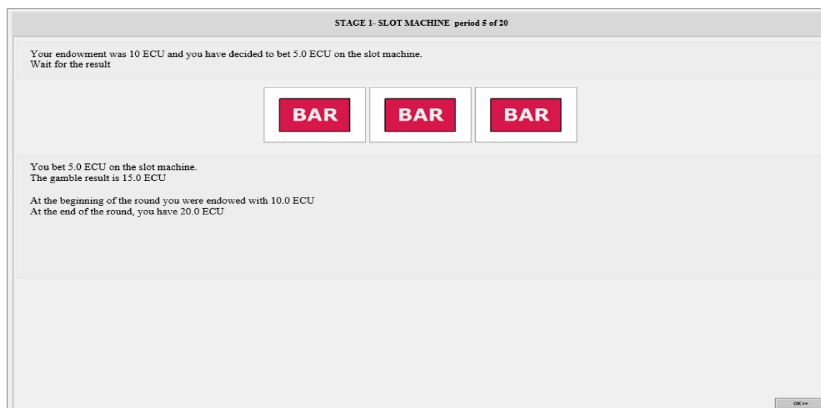 STAGE 1- SLOT MACHINE period 5 of 20
Your endowment was 10 ECU and you have decided to bet 5.0 ECU on the slot machine.
Wait for the result
BAR BAR BAR
You bet 5.0 ECU on the slot machine.
The gamble result is 15.0 ECU
At the beginning of the round you were endowed with 10.0 ECU
At the end of the round, you have 20.0 ECU
OK >>